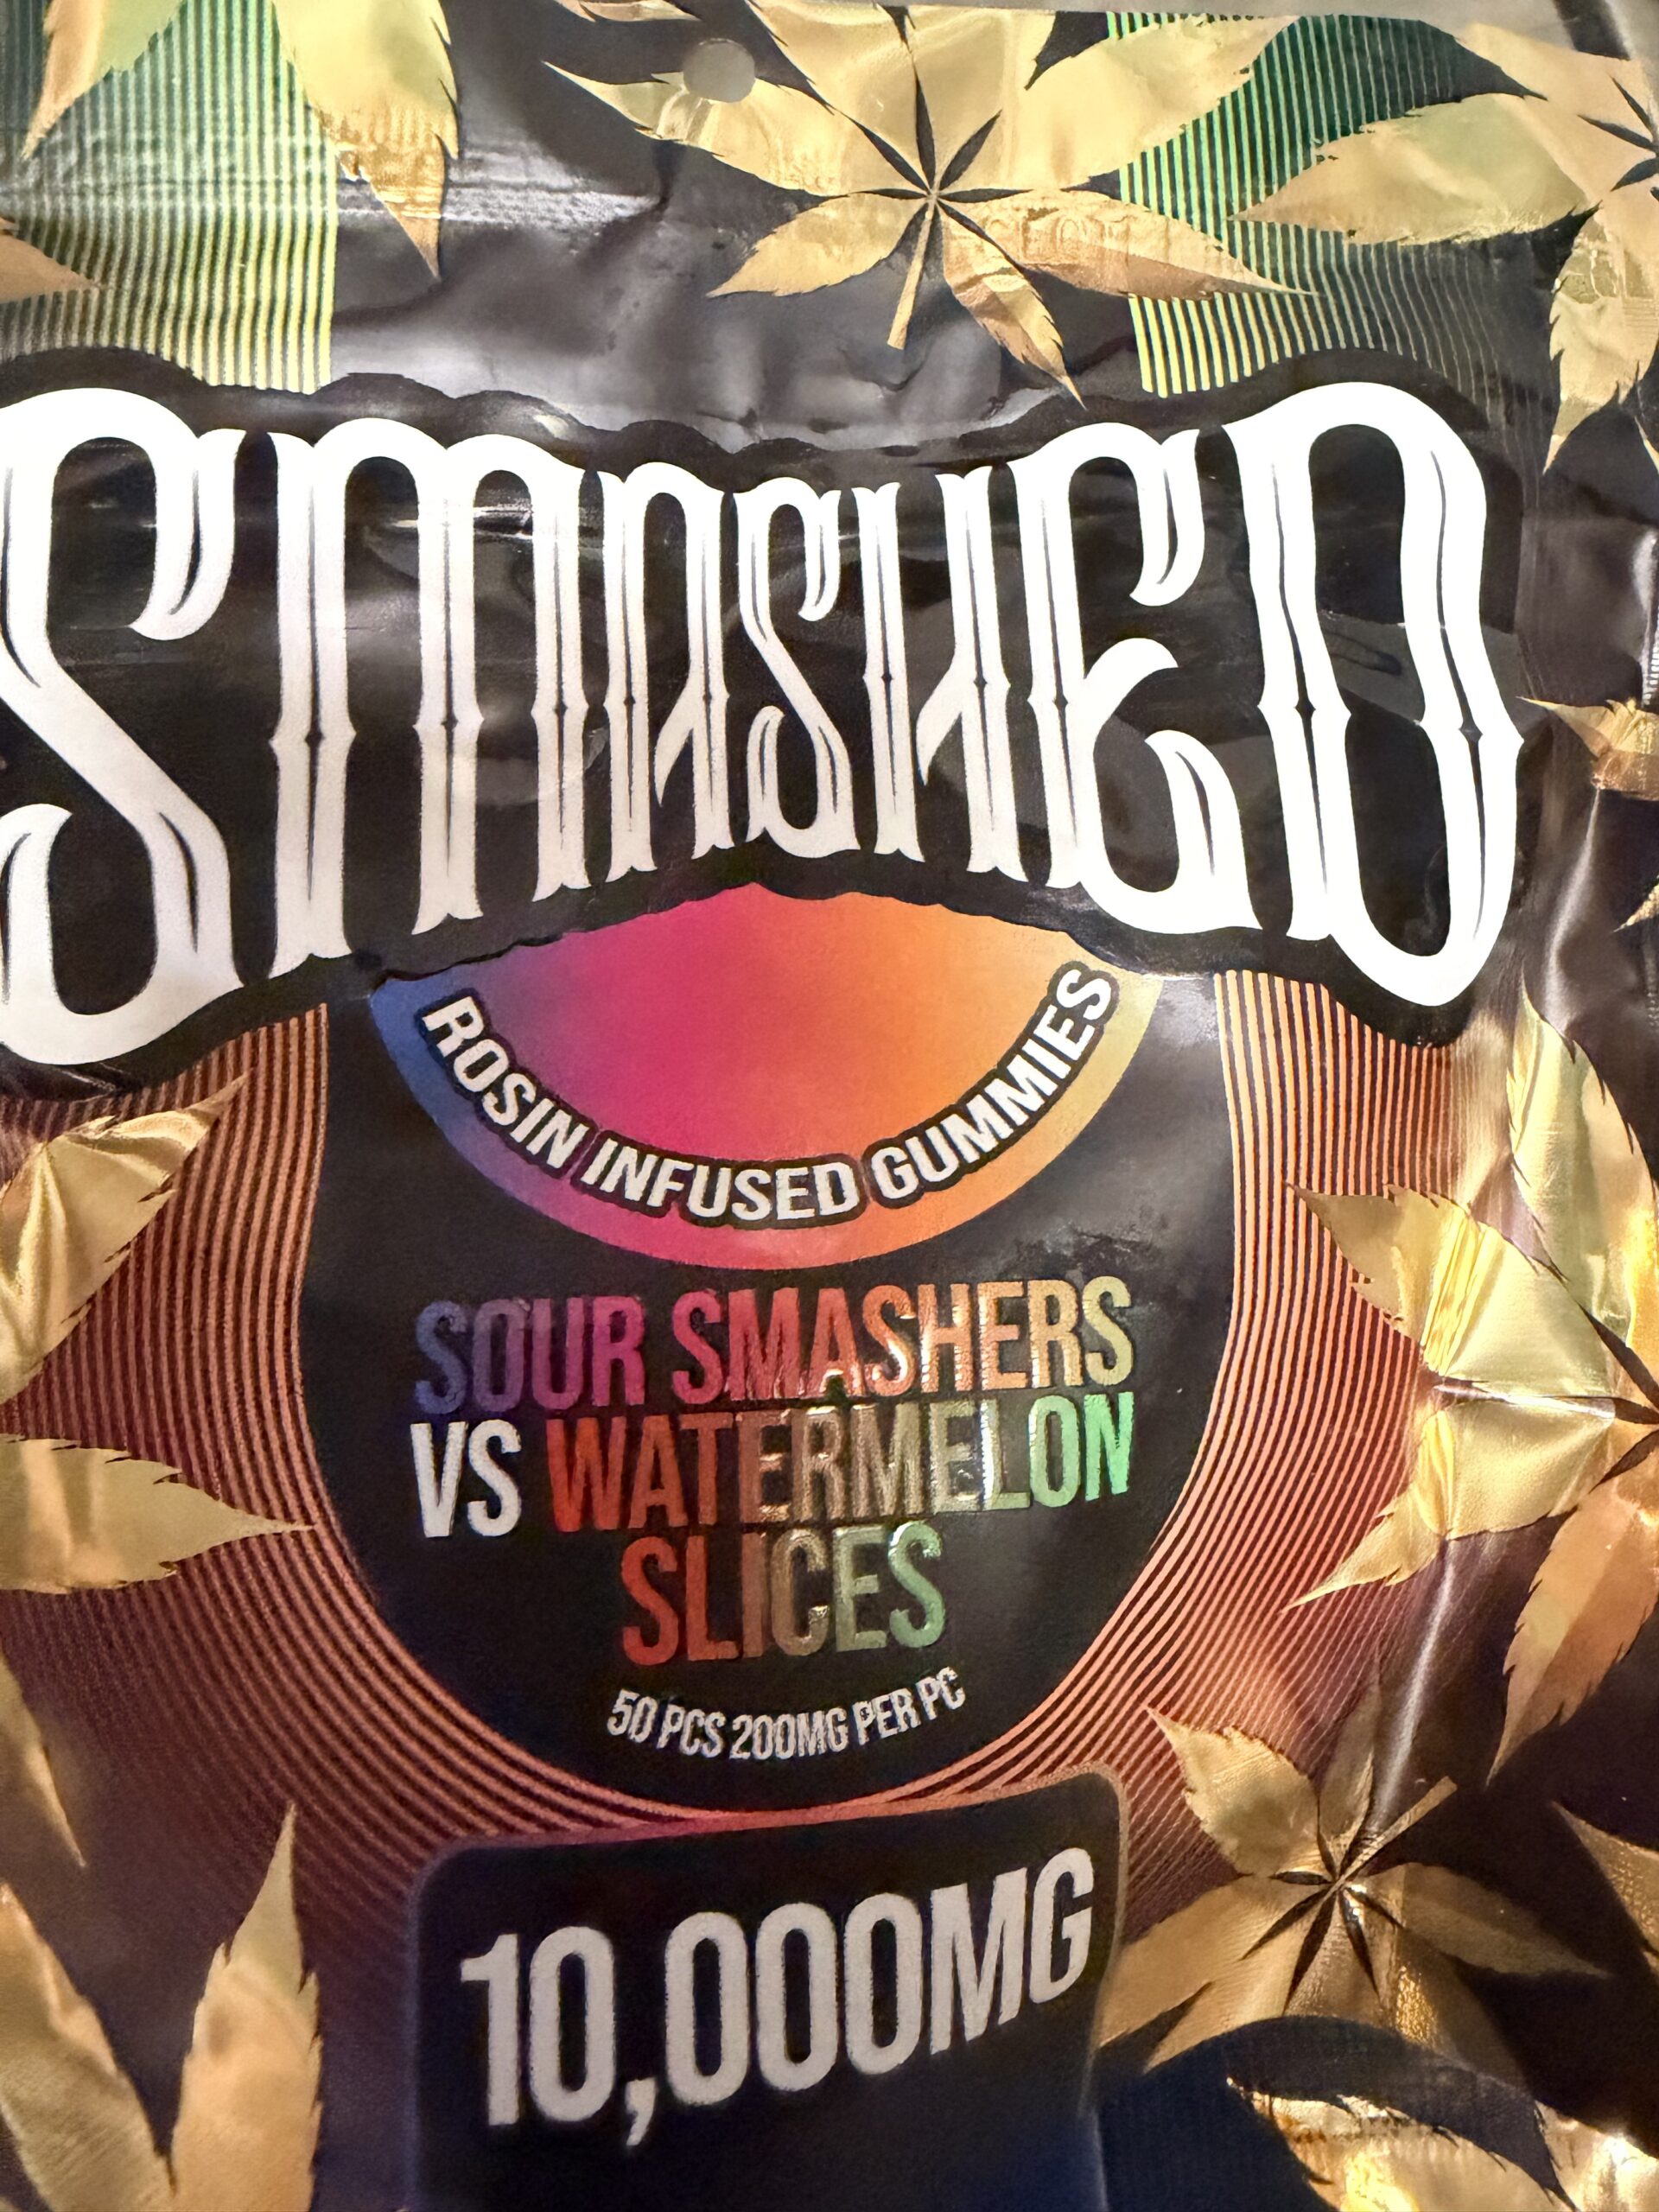 SMASHED
ROSIN INFUSED GUMMIES
SOUR SMASHERS
VS WATERMELON
SLICES
50 PCS 200MG PER PC
10,000MG